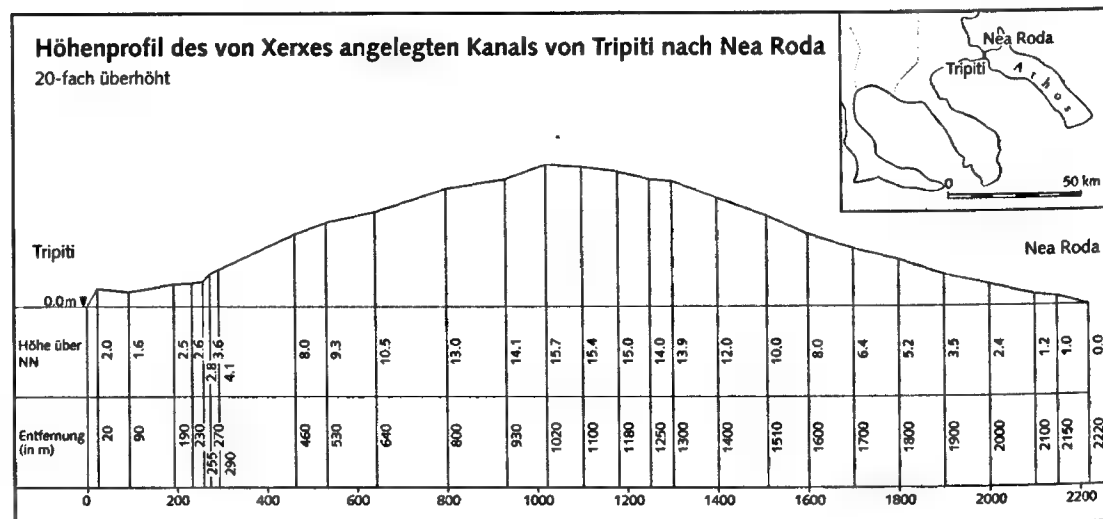 Höhenprofil des von Xerxes angelegten Kanals von Tripiti nach Nea Roda
20-fach überhöht
Nea Roda
Tripiti
Athos
0 50 km
Tripiti
Nea Roda
0.0 m
Höhe über NN
2.0 1.6 2.5 2.6 2.8 3.6 4.1 8.0 9.3 10.5 13.0 14.1 15.7 15.4 15.0 14.0 13.9 12.0 10.0 8.0 6.4 5.2 3.5 2.4 1.2 1.0 0.0
Entfernung (in m)
20 90 190 230 255 270 290 460 530 640 800 930 1020 1100 1180 1250 1300 1400 1510 1600 1700 1800 1900 2000 2100 2150 2220
0 200 400 600 800 1000 1200 1400 1600 1800 2000 2200